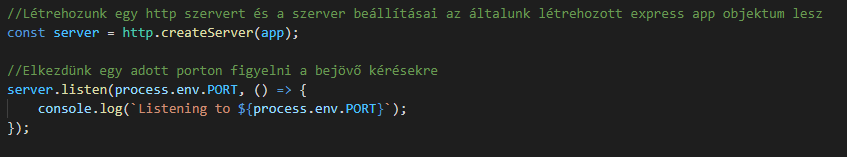 //Létrehozunk egy http szervert és a szerver beállításai az általunk létrehozott express app objektum lesz
const server = http.createServer(app);
//Elkezdünk egy adott porton figyelni a bejövő kérésekre
server.listen(process.env.PORT, () => {
    console.log(`Listening to ${process.env.PORT}`);
});